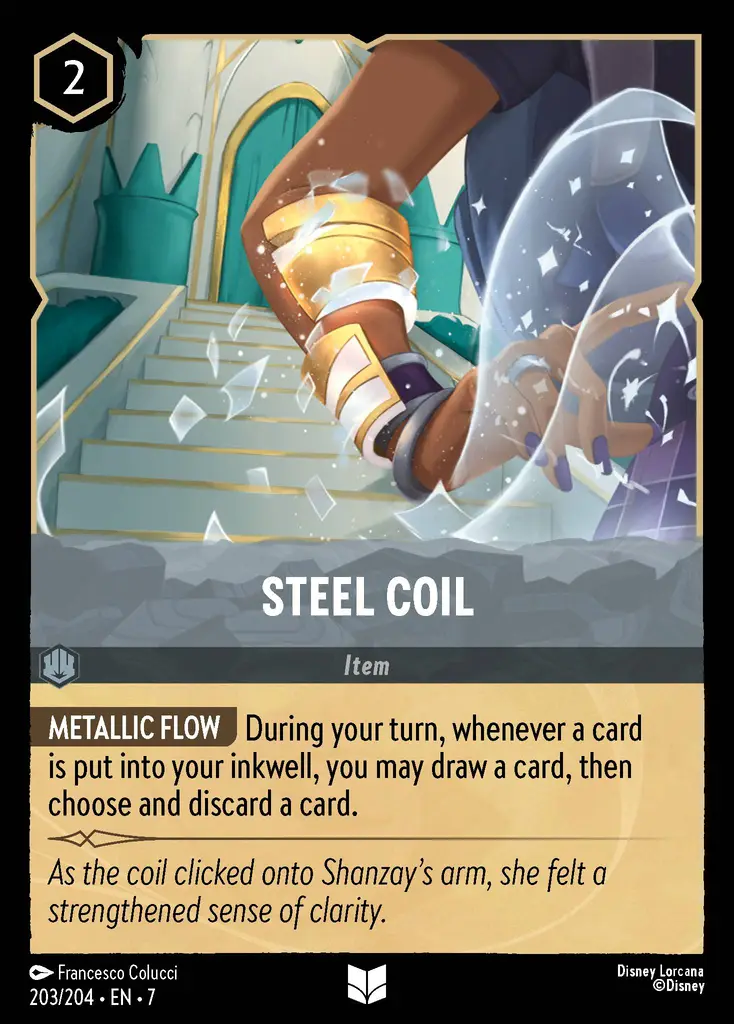 2
STEEL COIL
Item
METALLIC FLOW During your turn, whenever a card
is put into your inkwell, you may draw a card, then
choose and discard a card.
As the coil clicked onto Shanzay's arm, she felt a
strengthened sense of clarity.
Francesco Colucci
203/204 • EN • 7
Disney Lorcana
©Disney